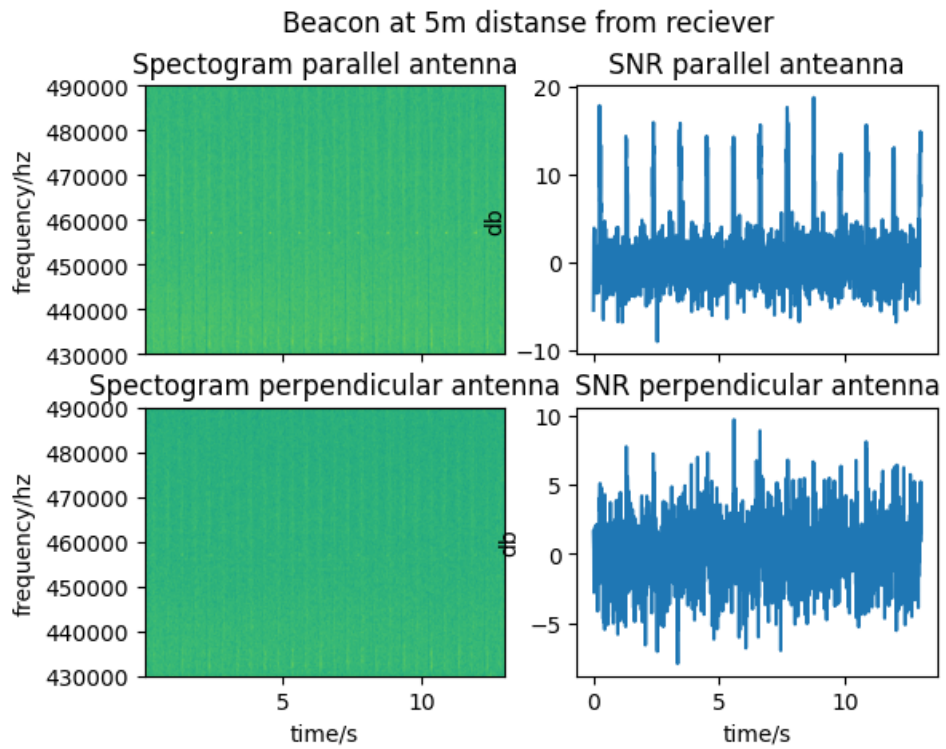 Beacon at 5m distanse from reciever
Spectogram parallel antenna
SNR parallel anteanna
frequency/hz
490000
480000
470000
460000
450000
440000
430000
db
20
10
0
−10
Spectogram perpendicular antenna
SNR perpendicular antenna
frequency/hz
490000
480000
470000
460000
450000
440000
430000
5
10
time/s
db
10
5
0
−5
0
5
10
time/s